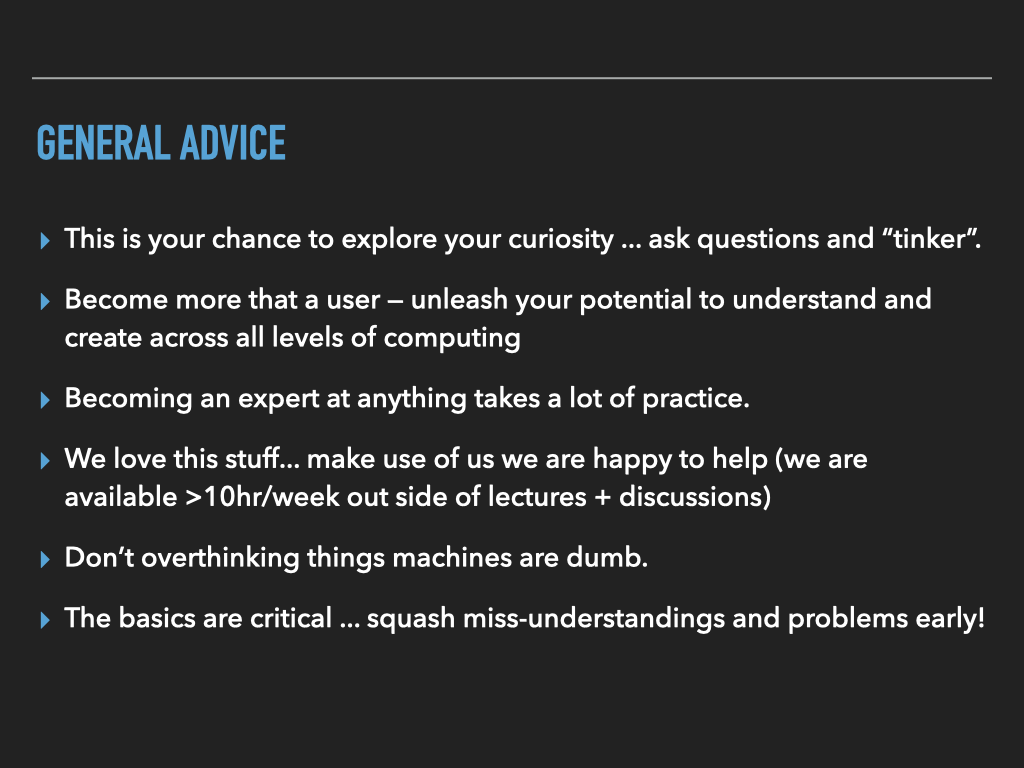 GENERAL ADVICE
This is your chance to explore your curiosity ... ask questions and “tinker”.
Become more that a user – unleash your potential to understand and
create across all levels of computing
Becoming an expert at anything takes a lot of practice.
We love this stuff... make use of us we are happy to help (we are
available >10hr/week out side of lectures + discussions)
Don’t overthinking things machines are dumb.
The basics are critical ... squash miss-understandings and problems early!